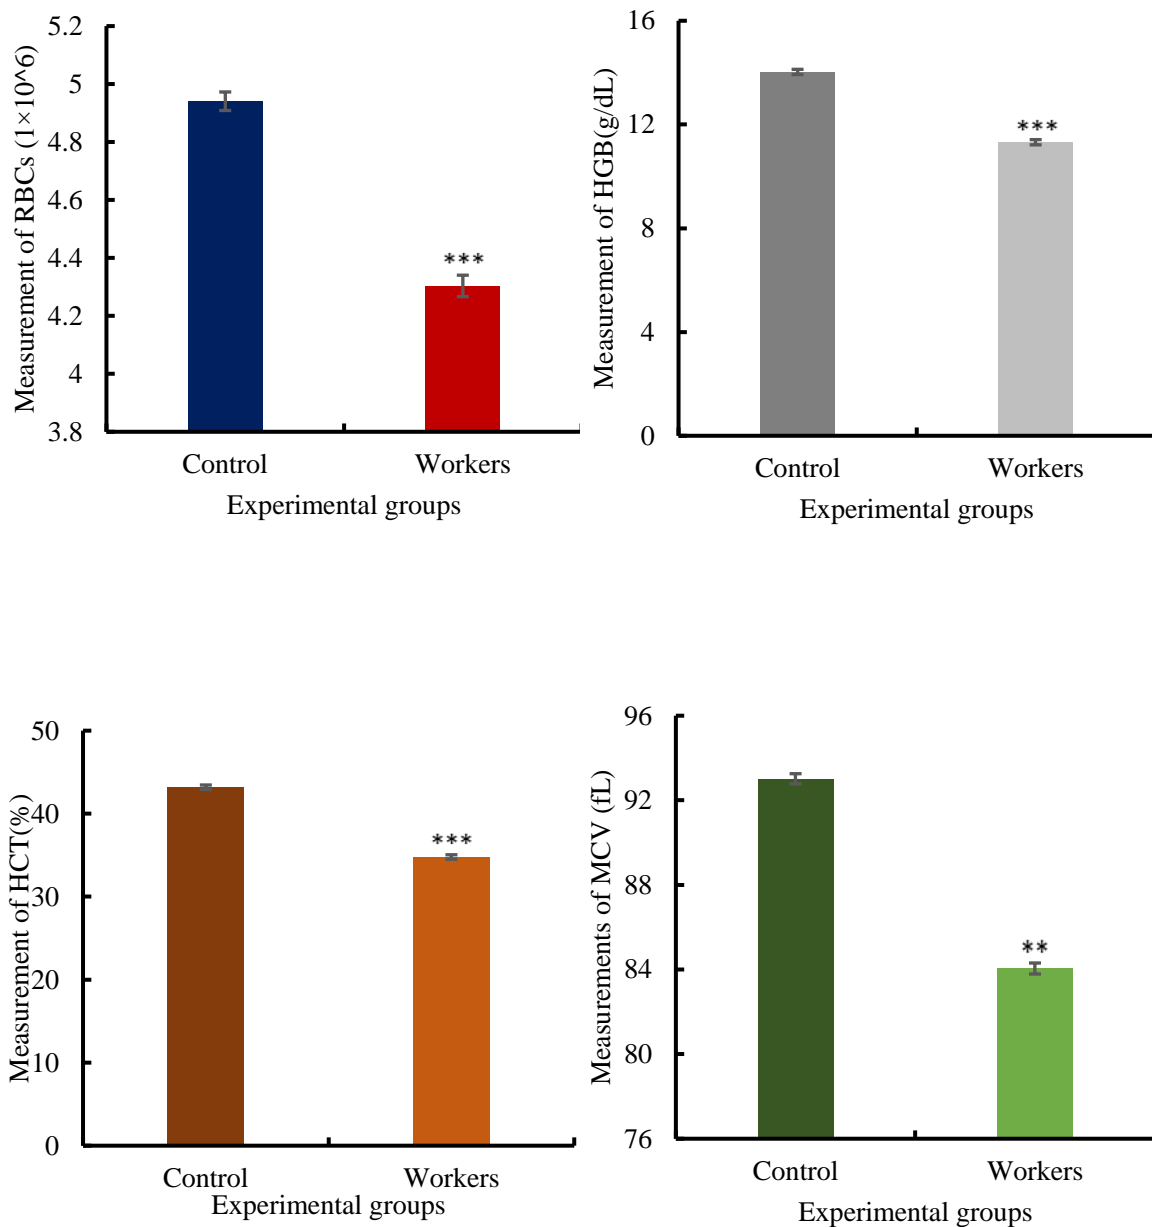 Measurement of RBCs (1×10^6)
5.2
5
4.8
4.6
4.4
4.2
4
3.8
***
Control
Workers
Experimental groups
Measurement of HGB(g/dL)
16
12
8
4
0
***
Control
Workers
Experimental groups
Measurement of HCT(%)
50
40
30
20
10
0
***
Control
Workers
Experimental groups
Measurements of MCV (fL)
96
92
88
84
80
76
**
Control
Workers
Experimental groups